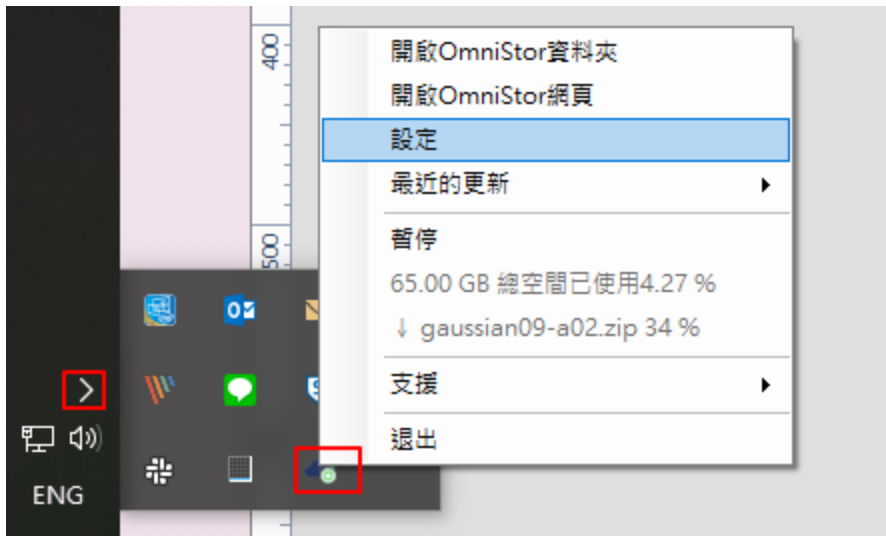 400
500
開啟OmniStor資料夾
開啟OmniStor網頁
設定
最近的更新
暫停
65.00 GB 總空間已使用4.27 %
↓ gaussian09-a02.zip 34 %
支援
退出
ENG